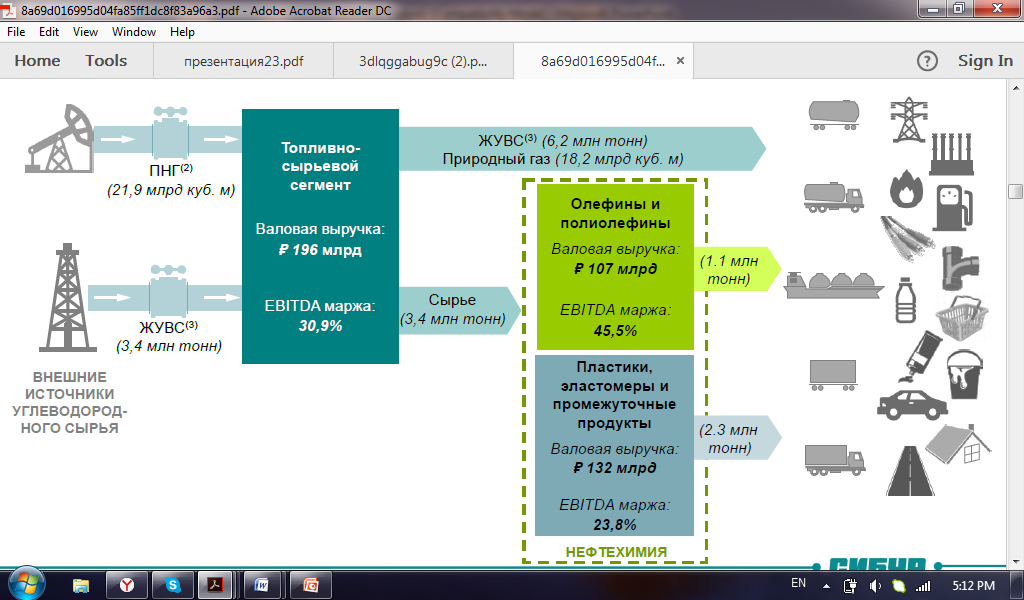 8a69d016995d04fa85ff1dc8f83a96a3.pdf - Adobe Acrobat Reader DC
File Edit View Window Help
Home Tools презентация23.pdf 3dlqggabug9c (2).p... 8a69d016995d04f... × ? Sign In
ПНГ(2)
(21,9 млрд куб. м)
ЖУВС(3)
(3,4 млн тонн)
ВНЕШНИЕ
ИСТОЧНИКИ
УГЛЕВОДОРОД-
НОГО СЫРЬЯ
Топливно-
сырьевой
сегмент
Валовая выручка:
₽ 196 млрд
EBITDA маржа:
30,9%
ЖУВС(3) (6,2 млн тонн)
Природный газ (18,2 млрд куб. м)
Сырье
(3,4 млн тонн)
Олефины и
полиолефины
Валовая выручка:
₽ 107 млрд
EBITDA маржа:
45,5%
(1.1 млн
тонн)
Пластики,
эластомеры и
промежуточные
продукты
Валовая выручка:
₽ 132 млрд
EBITDA маржа:
23,8%
(2.3 млн
тонн)
НЕФТЕХИМИЯ
СИБУР
EN 5:12 PM